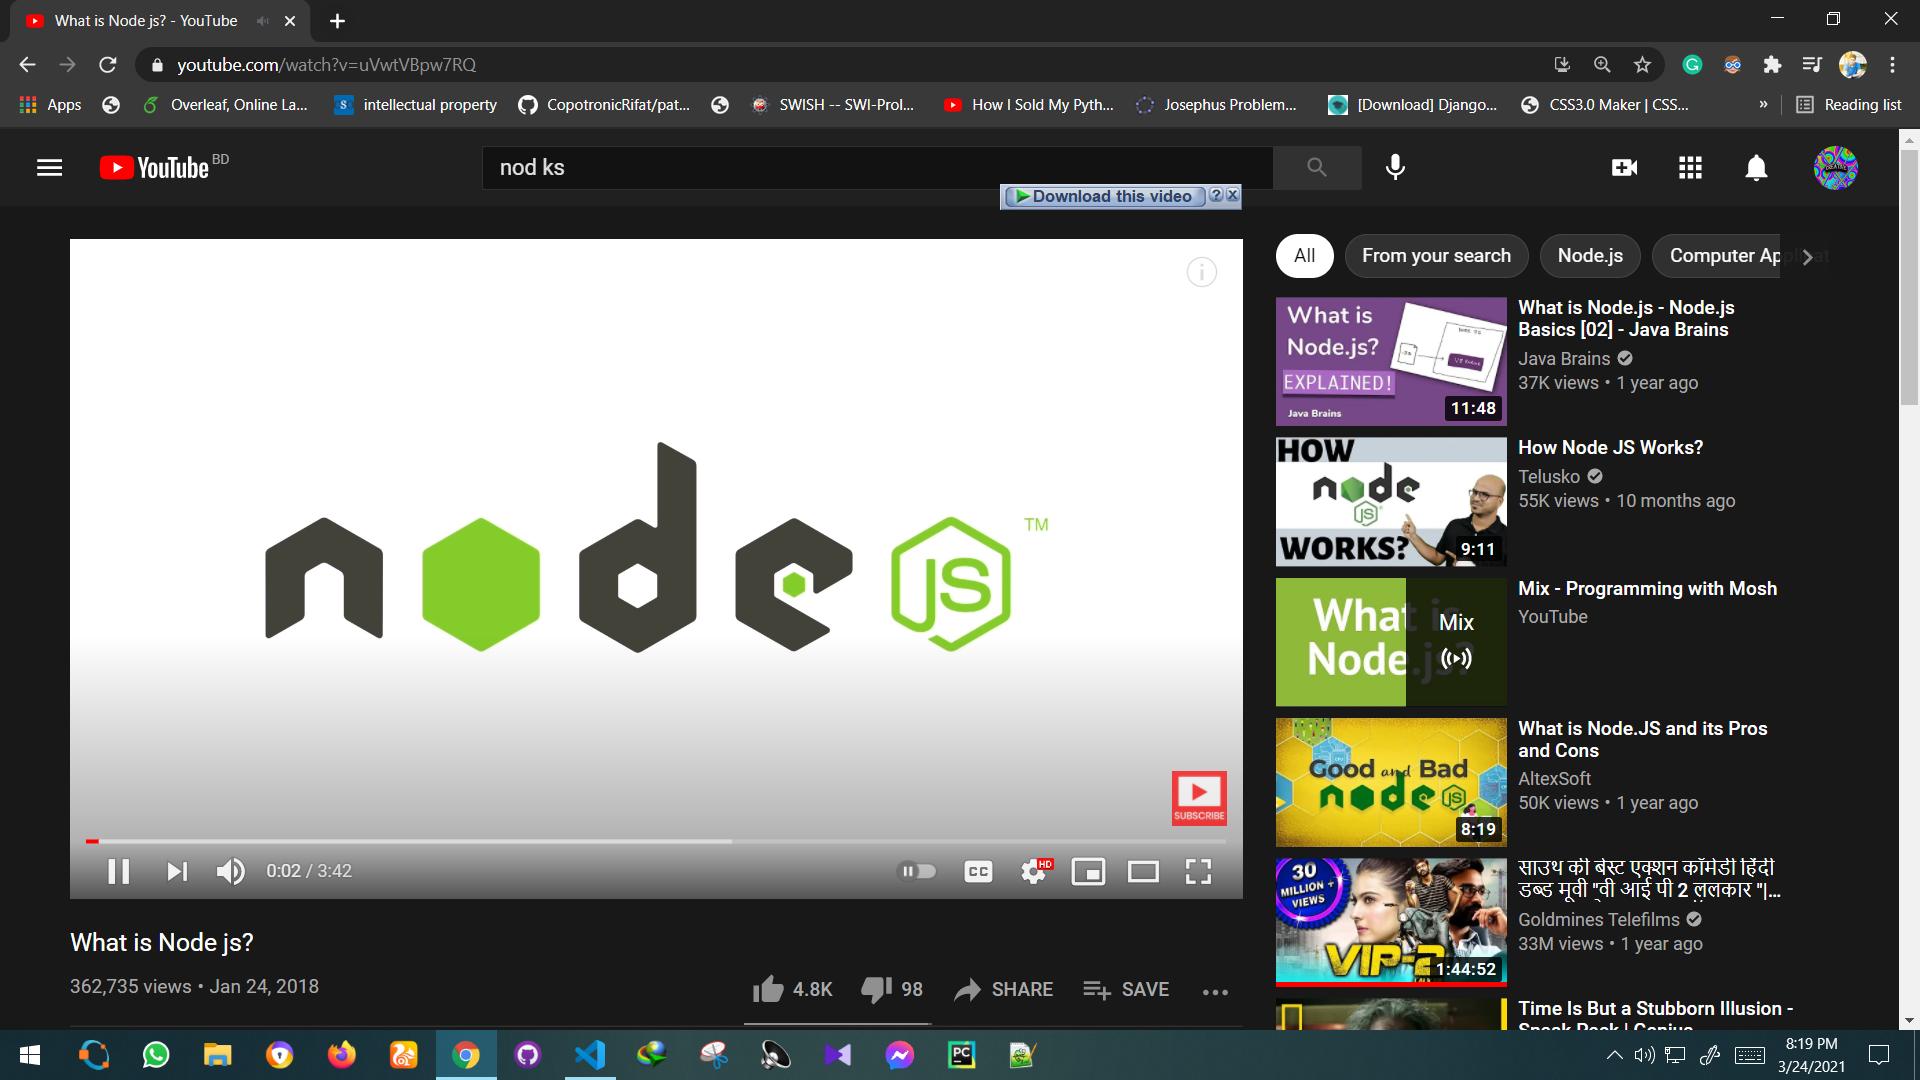 What is Node js? - YouTube
youtube.com/watch?v=uVwtVBpw7RQ
Apps
Overleaf, Online La...
intellectual property
CopotronicRifat/pat...
SWISH -- SWI-Prol...
How I Sold My Pyth...
Josephus Problem...
[Download] Django...
CSS3.0 Maker | CSS...
» Reading list
YouTube BD
nod ks
Download this video ? X
node JS TM
SUBSCRIBE
0:02 / 3:42
CC
HD
What is Node js?
362,735 views • Jan 24, 2018
4.8K
98
SHARE
SAVE
All
From your search
Node.js
Computer Ap
What is
Node.js?
EXPLAINED!
Java Brains
11:48
What is Node.js - Node.js
Basics [02] - Java Brains
Java Brains
37K views • 1 year ago
HOW
node
JS
WORKS?
9:11
How Node JS Works?
Telusko
55K views • 10 months ago
What is
Node.js?
Mix
Mix - Programming with Mosh
YouTube
Good and Bad
node JS
8:19
What is Node.JS and its Pros
and Cons
AltexSoft
50K views • 1 year ago
30
MILLION +
VIEWS
VIP-2
1:44:52
साउथ की बेस्ट एक्शन कॉमेडी हिंदी
डब्ड मूवी "वी आई पी 2 ललकार "|...
Goldmines Telefilms
33M views • 1 year ago
Time Is But a Stubborn Illusion -
Sneak Peek | Genius
PC
8:19 PM
3/24/2021